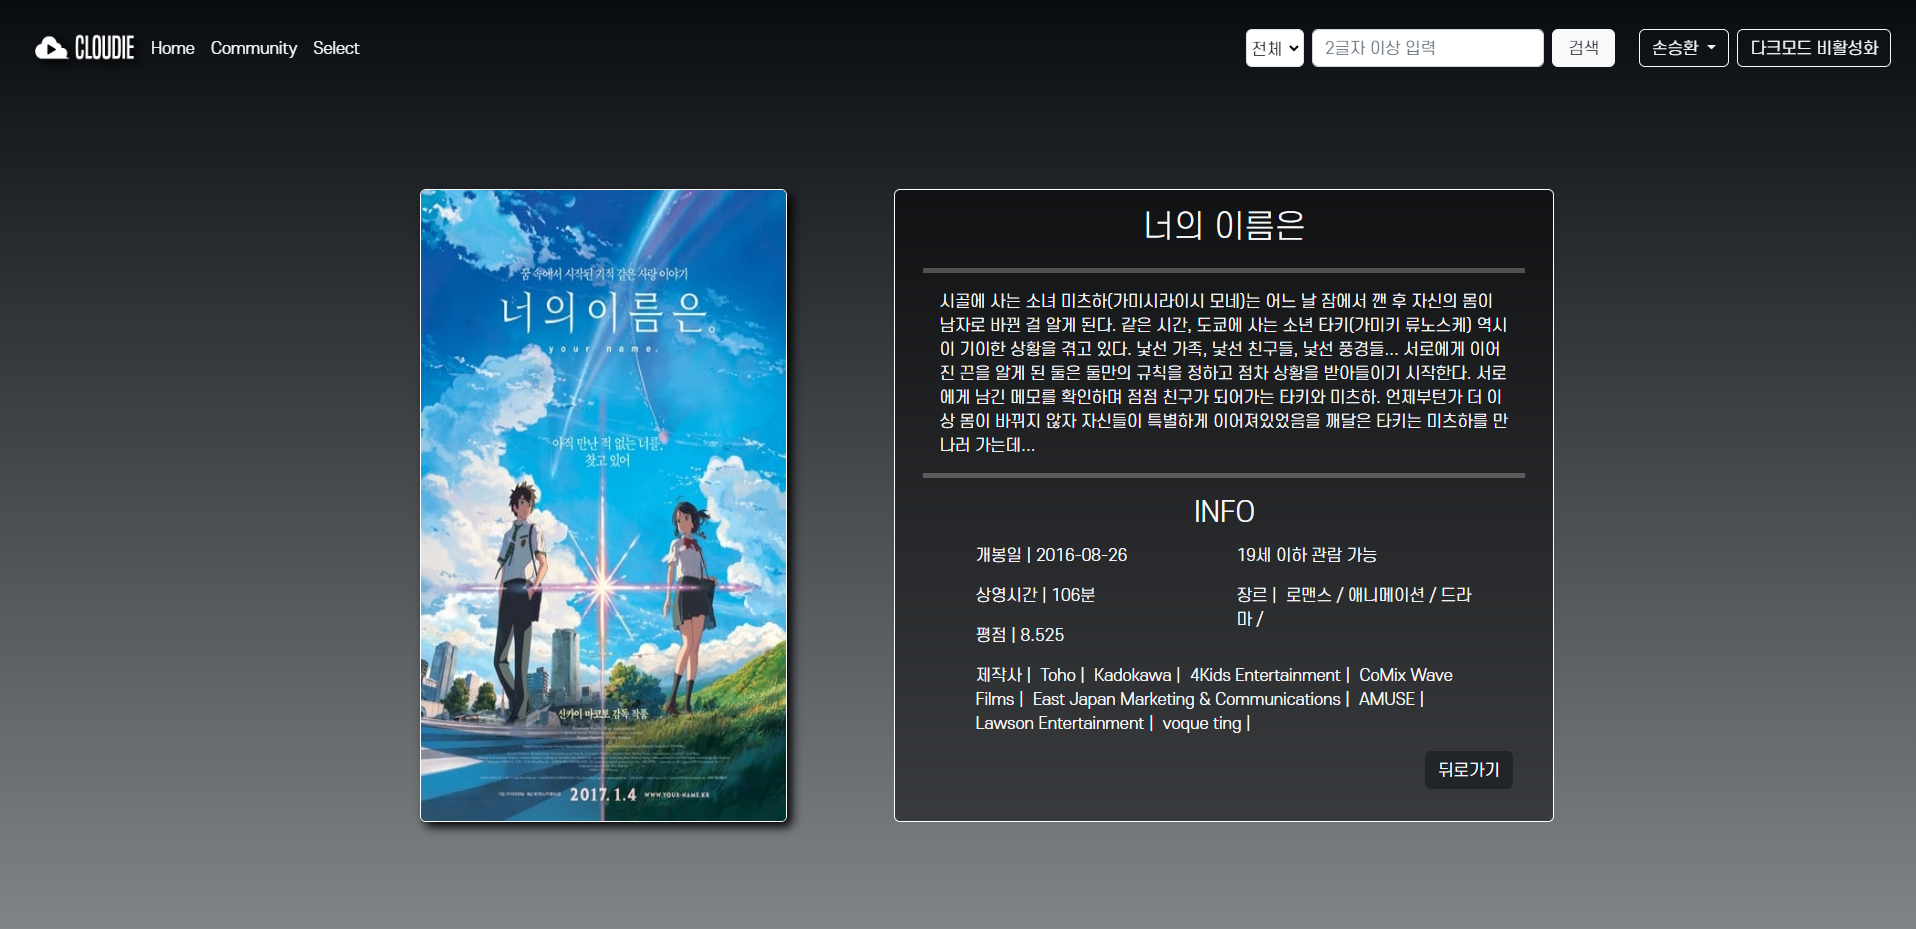 CLOUDIE Home Community Select 전체 2글자 이상 입력 검색 손승환 다크모드 비활성화
꿈 속에서 시작된 기적 같은 사랑 이야기
너의 이름은。
your name.
아직 만난 적 없는 너를,
찾고 있어
신카이 마코토 감독 작품
2017. 1.4 WWW.YOUR-NAME.KR
너의 이름은
시골에 사는 소녀 미츠하(가미시라이시 모네)는 어느 날 잠에서 깬 후 자신의 몸이
남자로 바뀐 걸 알게 된다. 같은 시간, 도쿄에 사는 소년 타키(가미키 류노스케) 역시
이 기이한 상황을 겪고 있다. 낯선 가족, 낯선 친구들, 낯선 풍경들... 서로에게 이어
진 끈을 알게 된 둘은 둘만의 규칙을 정하고 점차 상황을 받아들이기 시작한다. 서로
에게 남긴 메모를 확인하며 점점 친구가 되어가는 타키와 미츠하. 언제부턴가 더 이
상 몸이 바뀌지 않자 자신들이 특별하게 이어져있었음을 깨달은 타키는 미츠하를 만
나러 가는데...
INFO
개봉일 | 2016-08-26
상영시간 | 106분
평점 | 8.525
19세 이하 관람 가능
장르 | 로맨스 / 애니메이션 / 드라
마 /
제작사 | Toho | Kadokawa | 4Kids Entertainment | CoMix Wave
Films | East Japan Marketing & Communications | AMUSE |
Lawson Entertainment | voque ting |
뒤로가기